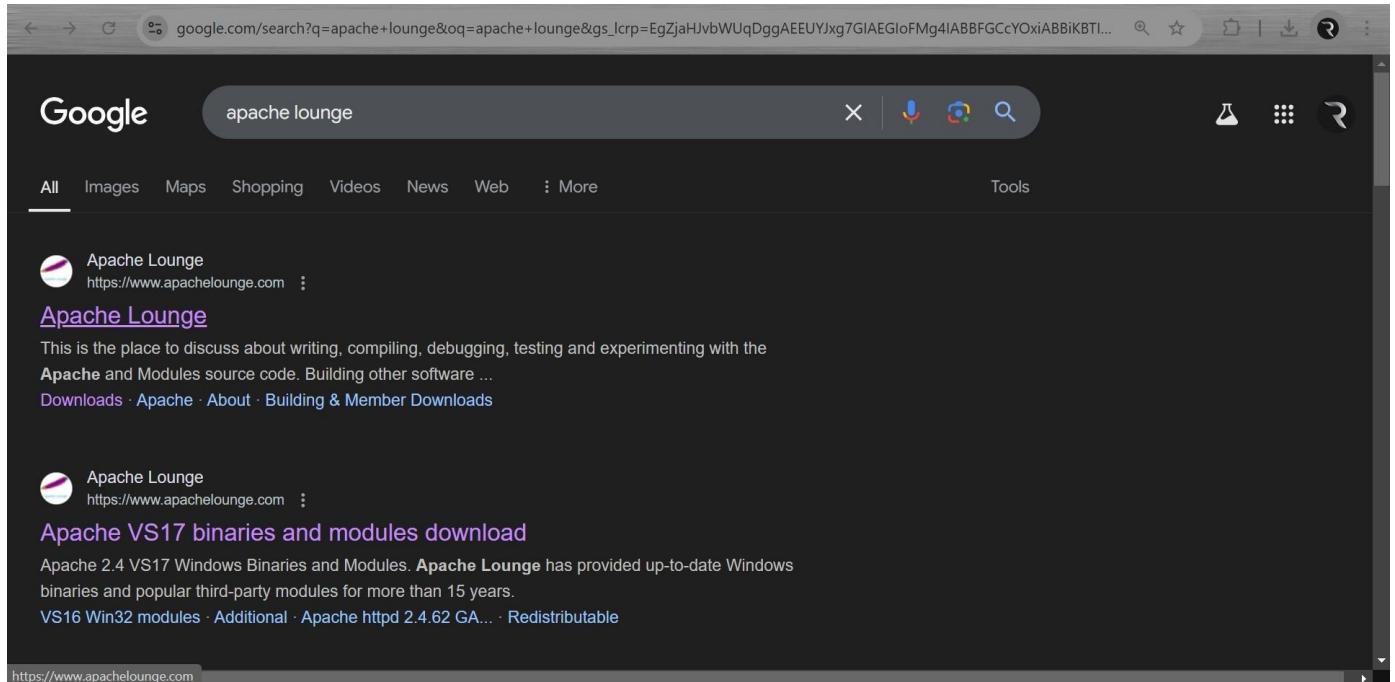 google.com/search?q=apache+lounge&oq=apache+lounge&gs_lcrp=EgZjaHJvbWUqDggAEEUYJxg7GIAEGIoFMg4IABBFGCcYOxiABBiKBTI...
Google
apache lounge
All Images Maps Shopping Videos News Web More Tools
Apache Lounge
https://www.apachelounge.com
Apache Lounge
This is the place to discuss about writing, compiling, debugging, testing and experimenting with the
Apache and Modules source code. Building other software ...
Downloads · Apache · About · Building & Member Downloads
Apache Lounge
https://www.apachelounge.com
Apache VS17 binaries and modules download
Apache 2.4 VS17 Windows Binaries and Modules. Apache Lounge has provided up-to-date Windows
binaries and popular third-party modules for more than 15 years.
VS16 Win32 modules · Additional · Apache httpd 2.4.62 GA... · Redistributable
https://www.apachelounge.com